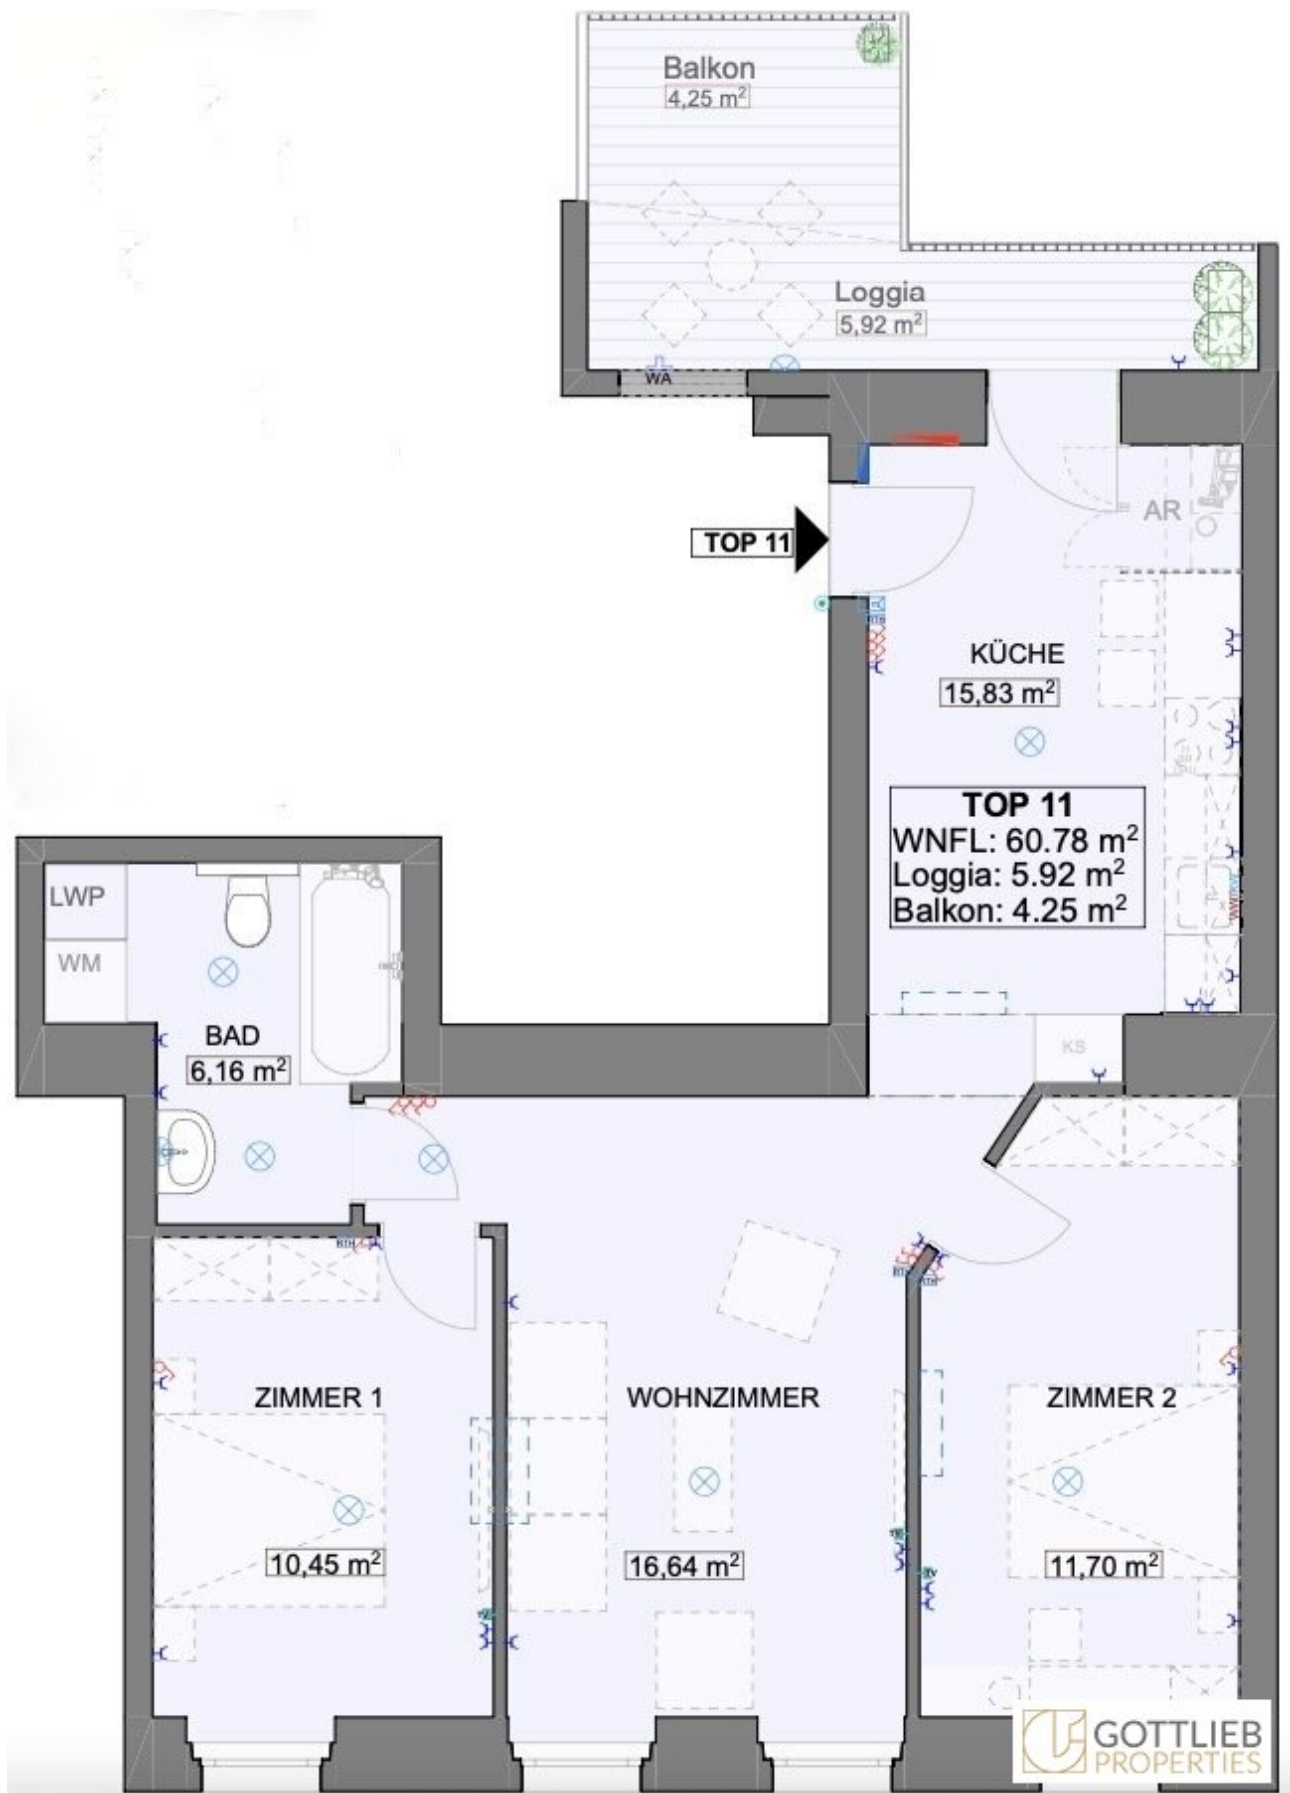 Balkon
4,25 m²
Loggia
5,92 m²
WA
TOP 11
AR
KÜCHE
15,83 m²
TOP 11
WNFL: 60.78 m²
Loggia: 5.92 m²
Balkon: 4.25 m²
LWP
WM
BAD
6,16 m²
KS
ZIMMER 1
WOHNZIMMER
ZIMMER 2
10,45 m²
16,64 m²
11,70 m²
GOTTLIEB
PROPERTIES